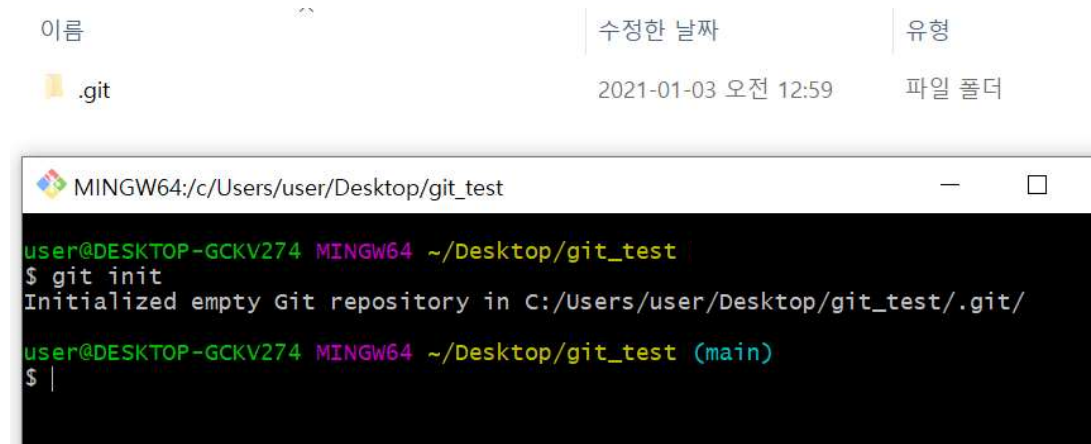 이름 수정한 날짜 유형
.git 2021-01-03 오전 12:59 파일 폴더
MINGW64:/c/Users/user/Desktop/git_test
user@DESKTOP-GCKV274 MINGW64 ~/Desktop/git_test
$ git init
Initialized empty Git repository in C:/Users/user/Desktop/git_test/.git/
user@DESKTOP-GCKV274 MINGW64 ~/Desktop/git_test (main)
$